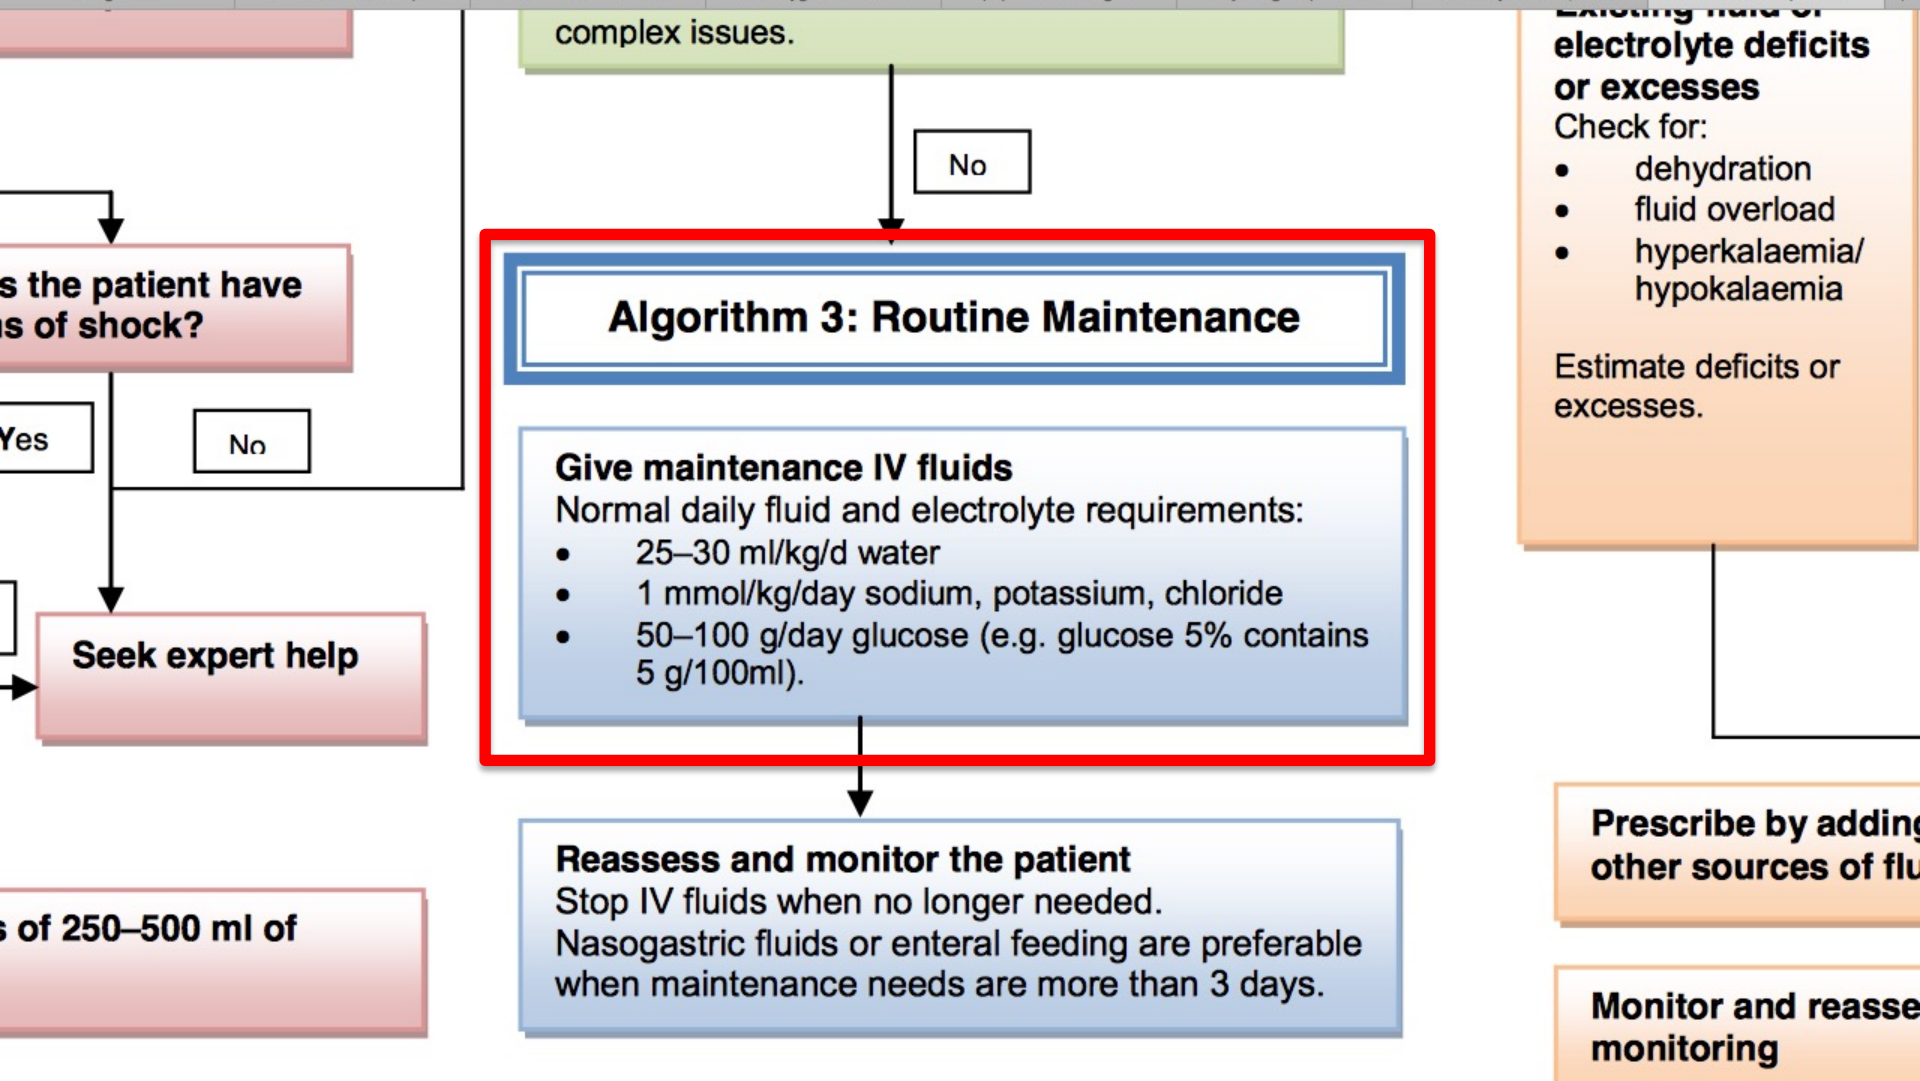 complex issues.
No
Algorithm 3: Routine Maintenance
Give maintenance IV fluids
Normal daily fluid and electrolyte requirements:
• 25–30 ml/kg/d water
• 1 mmol/kg/day sodium, potassium, chloride
• 50–100 g/day glucose (e.g. glucose 5% contains
5 g/100ml).
Reassess and monitor the patient
Stop IV fluids when no longer needed.
Nasogastric fluids or enteral feeding are preferable
when maintenance needs are more than 3 days.
s the patient have
s of shock?
Yes
No
Seek expert help
s of 250–500 ml of
Existing fluid or
electrolyte deficits
or excesses
Check for:
• dehydration
• fluid overload
• hyperkalaemia/
hypokalaemia
Estimate deficits or
excesses.
Prescribe by adding
other sources of flu
Monitor and reasse
monitoring